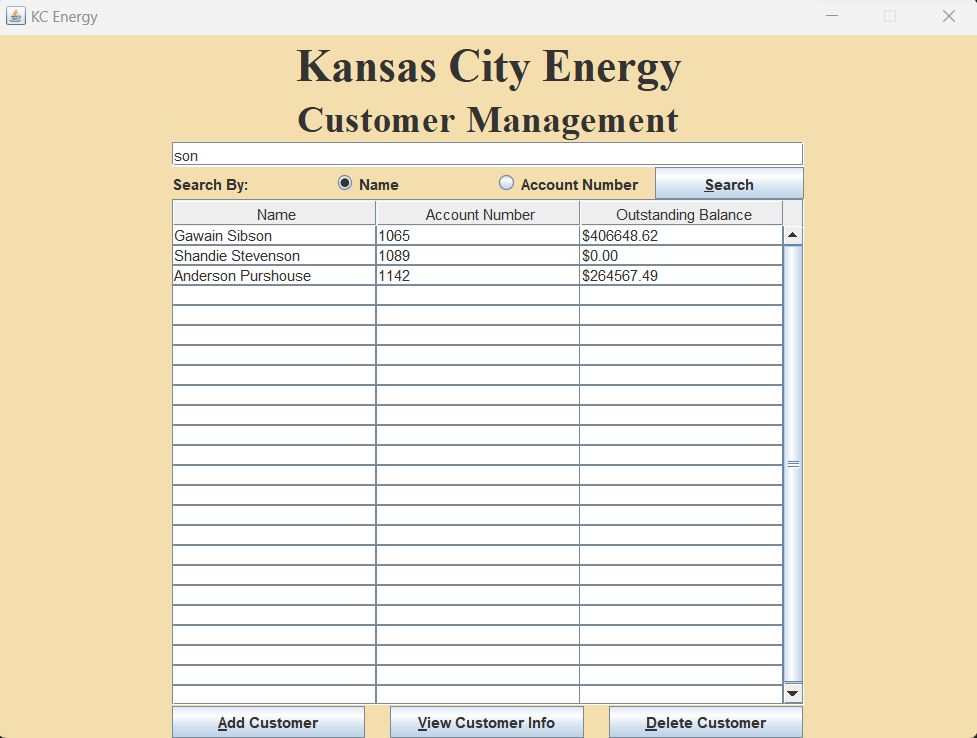 KC Energy
Kansas City Energy
Customer Management
son
Search By: Name Account Number Search
Name Account Number Outstanding Balance
Gawain Sibson 1065 $406648.62
Shandie Stevenson 1089 $0.00
Anderson Purshouse 1142 $264567.49
Add Customer View Customer Info Delete Customer